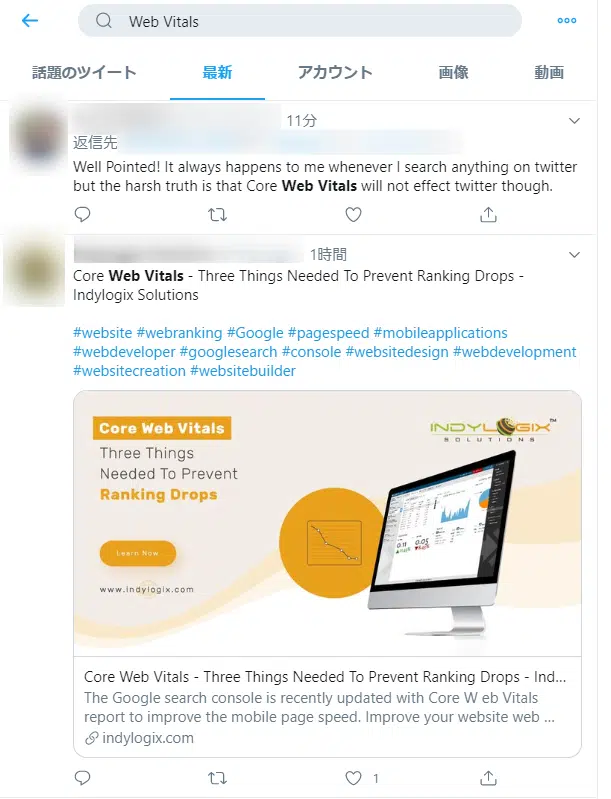 Web Vitals
話題のツイート 最新 アカウント 画像 動画
11分
返信先
Well Pointed! It always happens to me whenever I search anything on twitter
but the harsh truth is that Core Web Vitals will not effect twitter though.
1時間
Core Web Vitals - Three Things Needed To Prevent Ranking Drops -
Indylogix Solutions
#website #webranking #Google #pagespeed #mobileapplications
#webdeveloper #googlesearch #console #websitedesign #webdevelopment
#websitecreation #websitebuilder
Core Web Vitals
Three Things
Needed To Prevent
Ranking Drops
Learn Now
www.indylogix.com
INDYLOGIX™
SOLUTIONS
0.11 0.05
Core Web Vitals - Three Things Needed To Prevent Ranking Drops - Ind...
The Google search console is recently updated with Core W eb Vitals
report to improve the mobile page speed. Improve your website web ...
indylogix.com
1